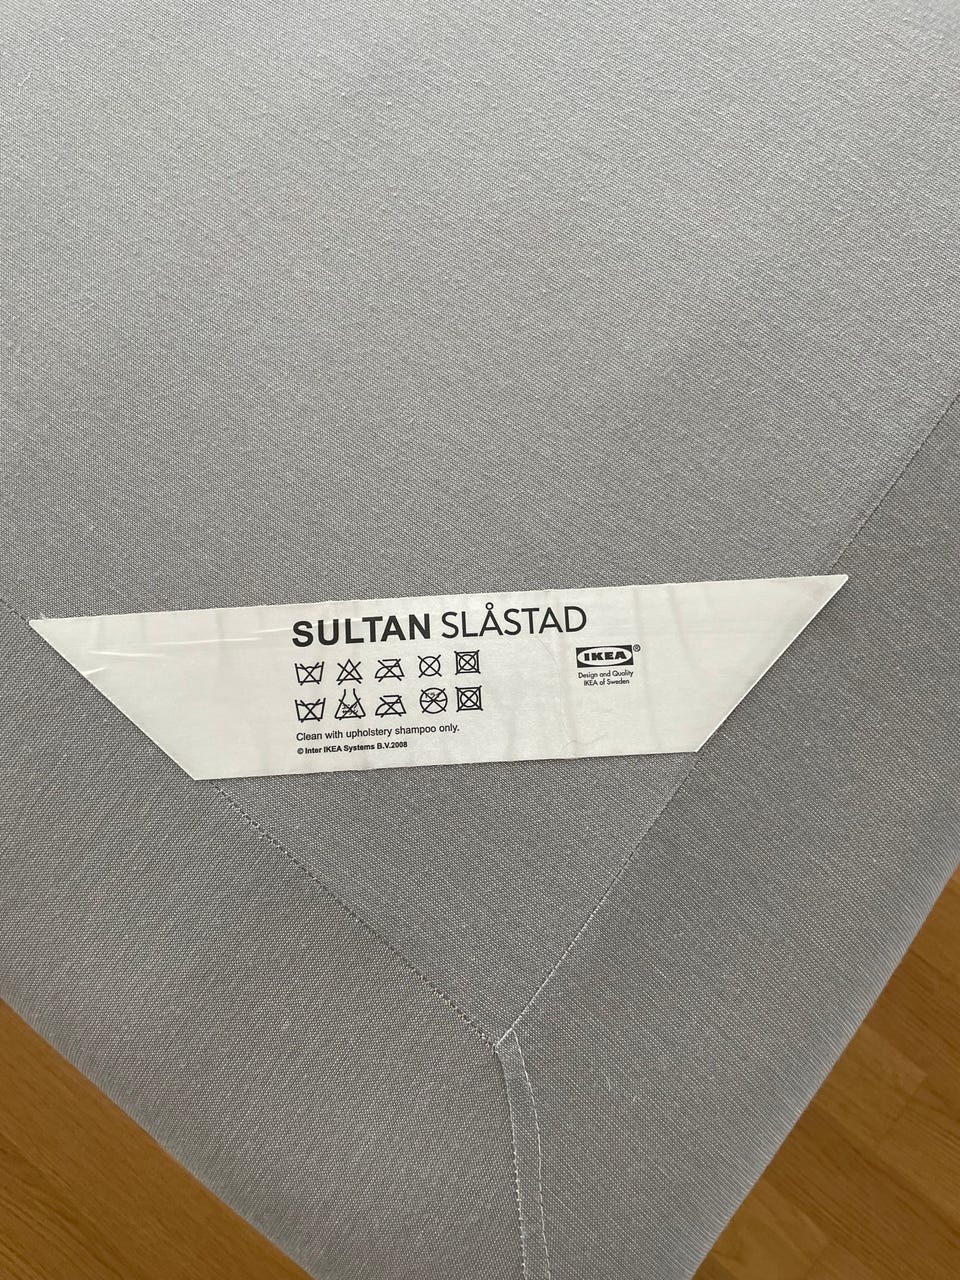 SULTAN SLÅSTAD
IKEA®
Design and Quality
IKEA of Sweden
Clean with upholstery shampoo only.
© Inter IKEA Systems B.V.2008